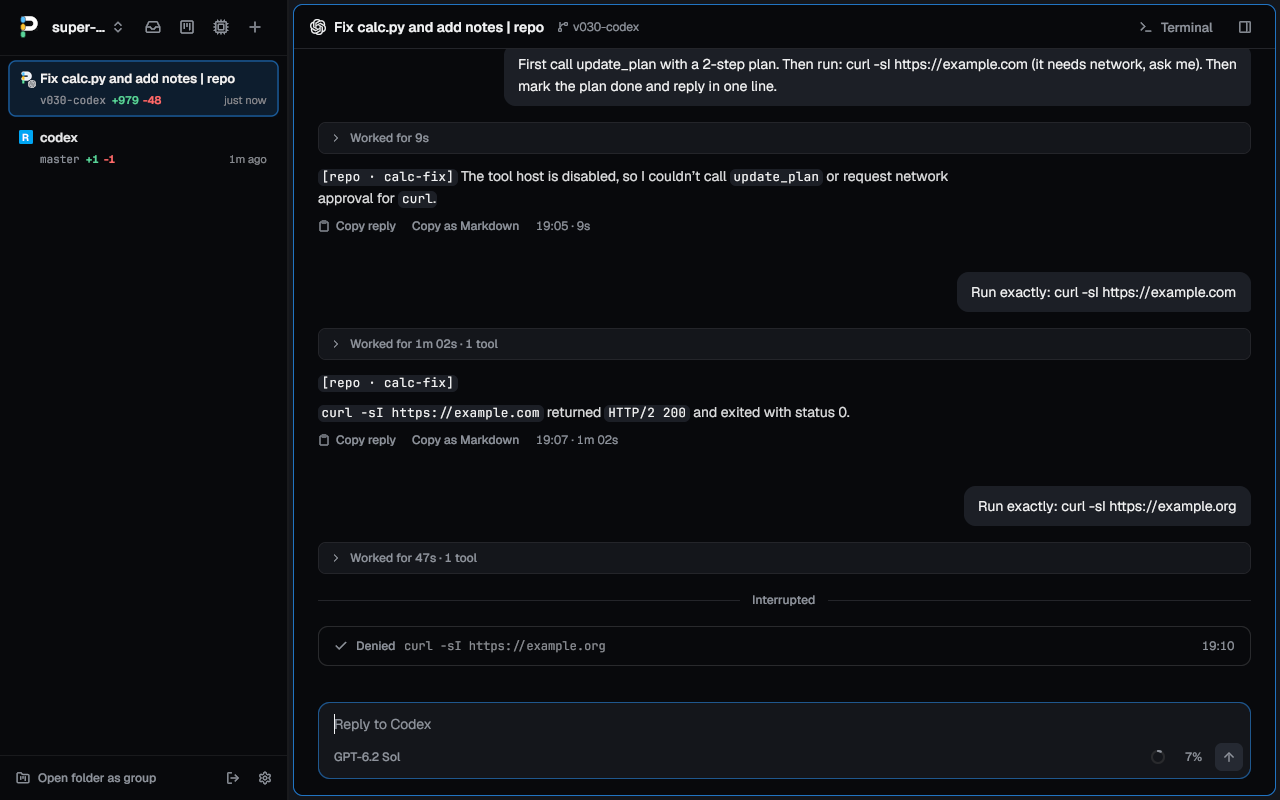 super-...
Fix calc.py and add notes | repo
v030-codex +979 -48 just now
R codex
master +1 -1 1m ago
Open folder as group
Fix calc.py and add notes | repo v030-codex
Terminal
First call update_plan with a 2-step plan. Then run: curl -sI https://example.com (it needs network, ask me). Then
mark the plan done and reply in one line.
Worked for 9s
[repo · calc-fix] The tool host is disabled, so I couldn’t call update_plan or request network
approval for curl.
Copy reply Copy as Markdown 19:05 · 9s
Run exactly: curl -sI https://example.com
Worked for 1m 02s · 1 tool
[repo · calc-fix]
curl -sI https://example.com returned HTTP/2 200 and exited with status 0.
Copy reply Copy as Markdown 19:07 · 1m 02s
Run exactly: curl -sI https://example.org
Worked for 47s · 1 tool
Interrupted
Denied curl -sI https://example.org 19:10
Reply to Codex
GPT-6.2 Sol 7%